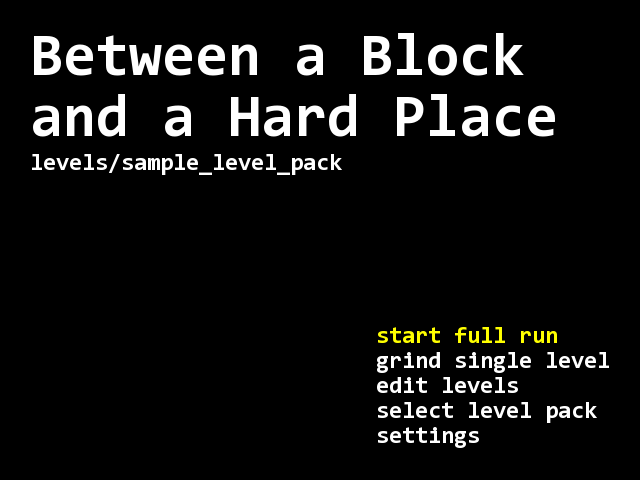 Between a Block
and a Hard Place
levels/sample_level_pack
start full run
grind single level
edit levels
select level pack
settings